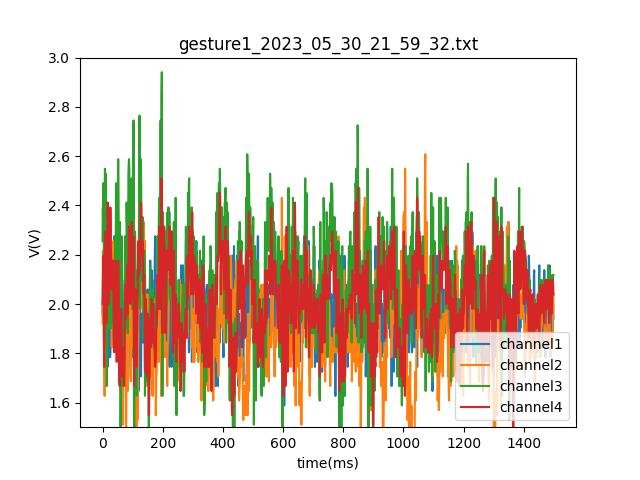 gesture1_2023_05_30_21_59_32.txt
3.0
2.8
2.6
2.4
2.2
2.0
1.8
1.6
V(V)
channel1
channel2
channel3
channel4
0 200 400 600 800 1000 1200 1400
time(ms)